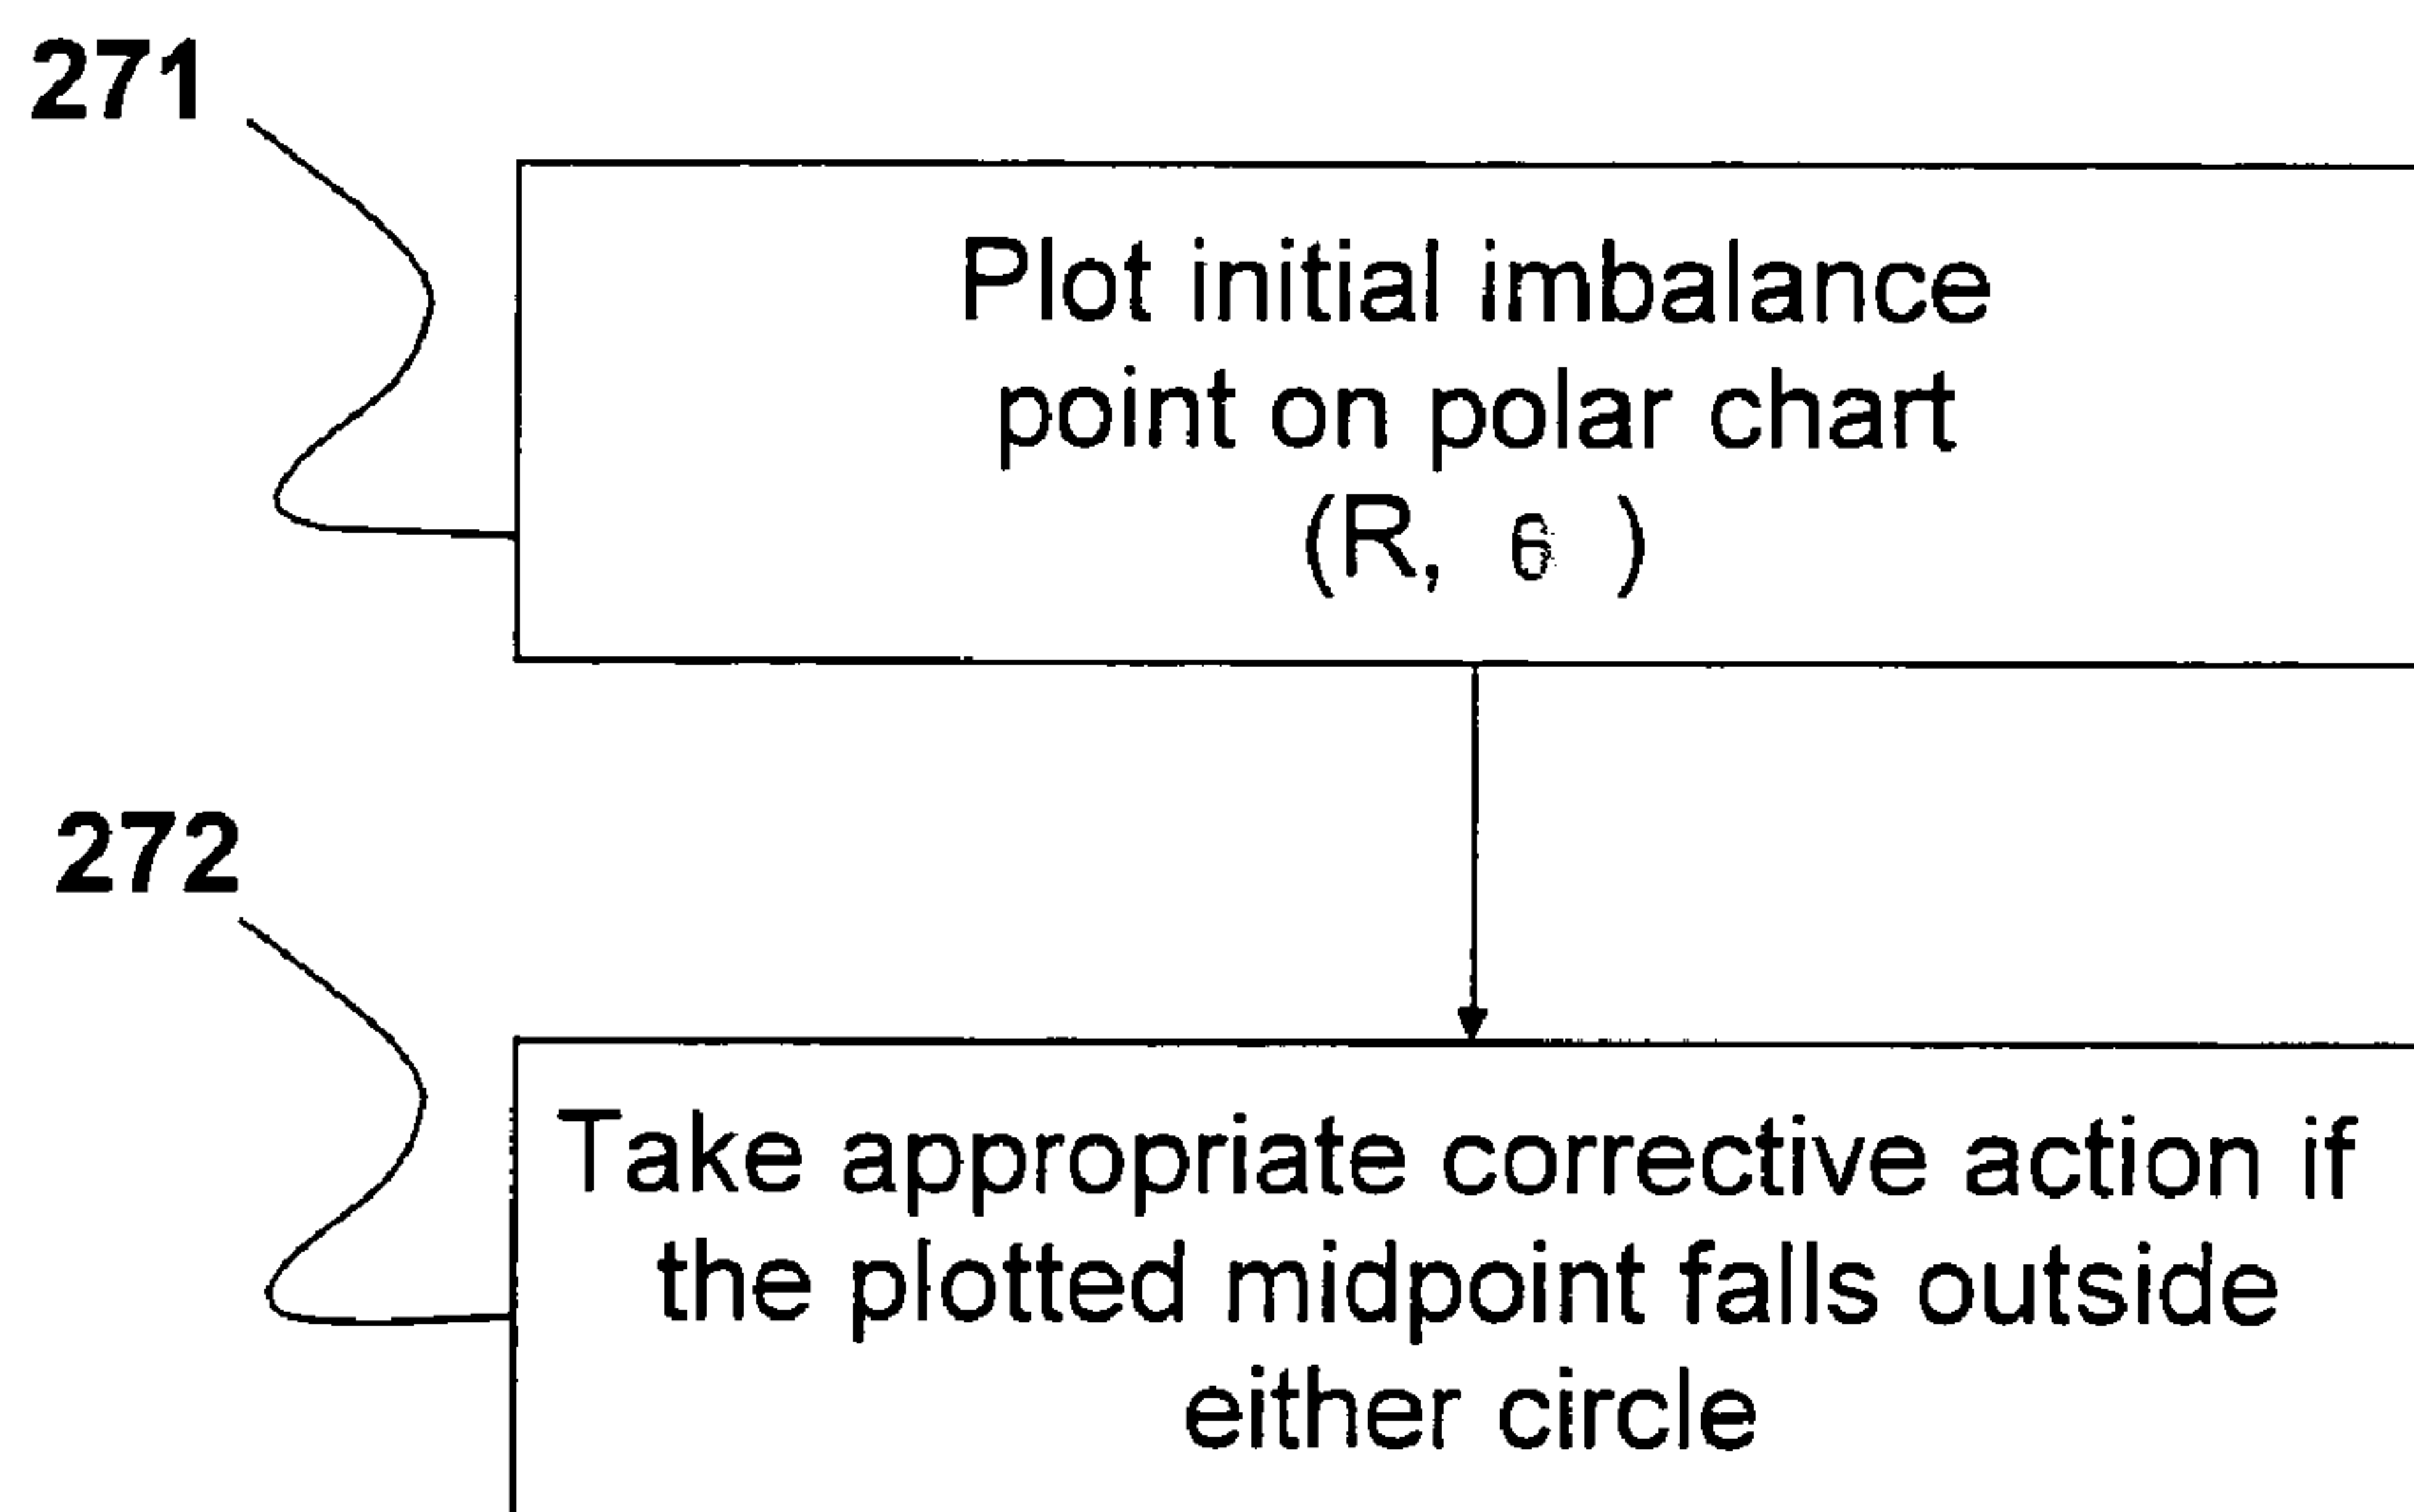 271
Plot initial imbalance
point on polar chart
(R, )
272
Take appropriate corrective action if
the plotted midpoint falls outside
either circle